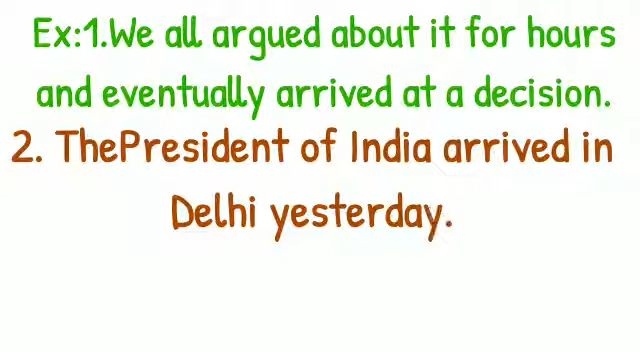 Ex:1.We all argued about it for hours
and eventually arrived at a decision.
2. ThePresident of India arrived in
Delhi yesterday.